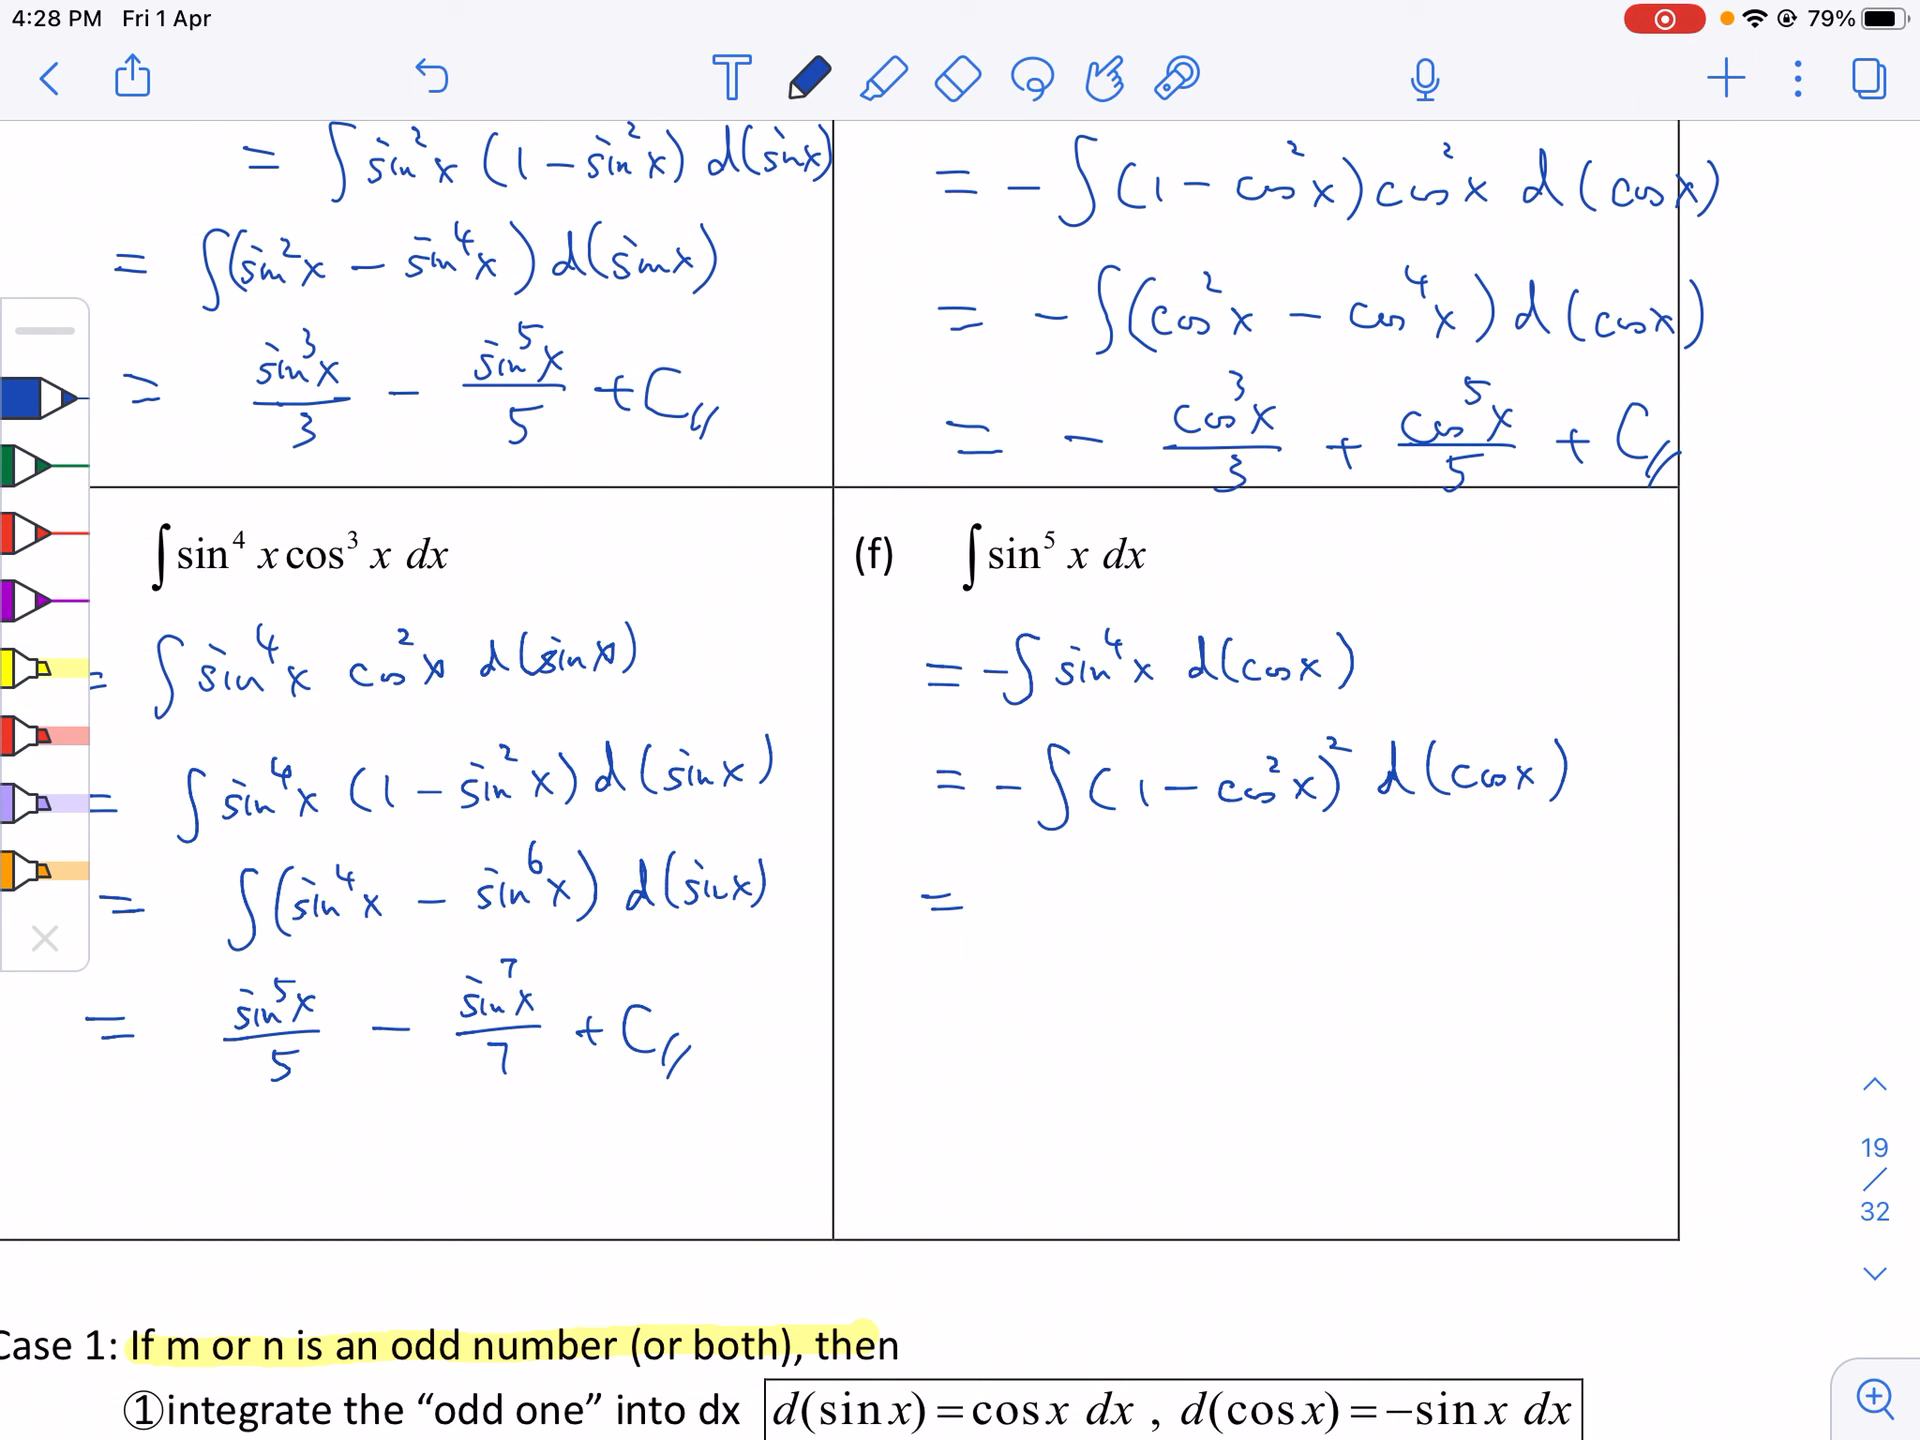 4:28 PM Fri 1 Apr
79%
= ∫ sin²x (1 − sin²x) d(sinx)
= ∫(sin²x − sin⁴x) d(sinx)
= sin³x/3 − sin⁵x/5 + C
= − ∫ (1 − cos²x) cos²x d(cosx)
= − ∫(cos²x − cos⁴x) d(cosx)
= − cos³x/3 + cos⁵x/5 + C
∫ sin⁴ x cos³ x dx
= ∫ sin⁴x cos²x d(sinx)
= ∫ sin⁴x (1 − sin²x) d(sinx)
= ∫ (sin⁴x − sin⁶x) d(sinx)
= sin⁵x/5 − sin⁷x/7 + C
(f) ∫ sin⁵ x dx
= −∫ sin⁴x d(cosx)
= − ∫ (1 − cos²x)² d(cosx)
=
19
/
32
Case 1: If m or n is an odd number (or both), then
①integrate the “odd one” into dx d(sin x) = cos x dx , d(cos x) = −sin x dx